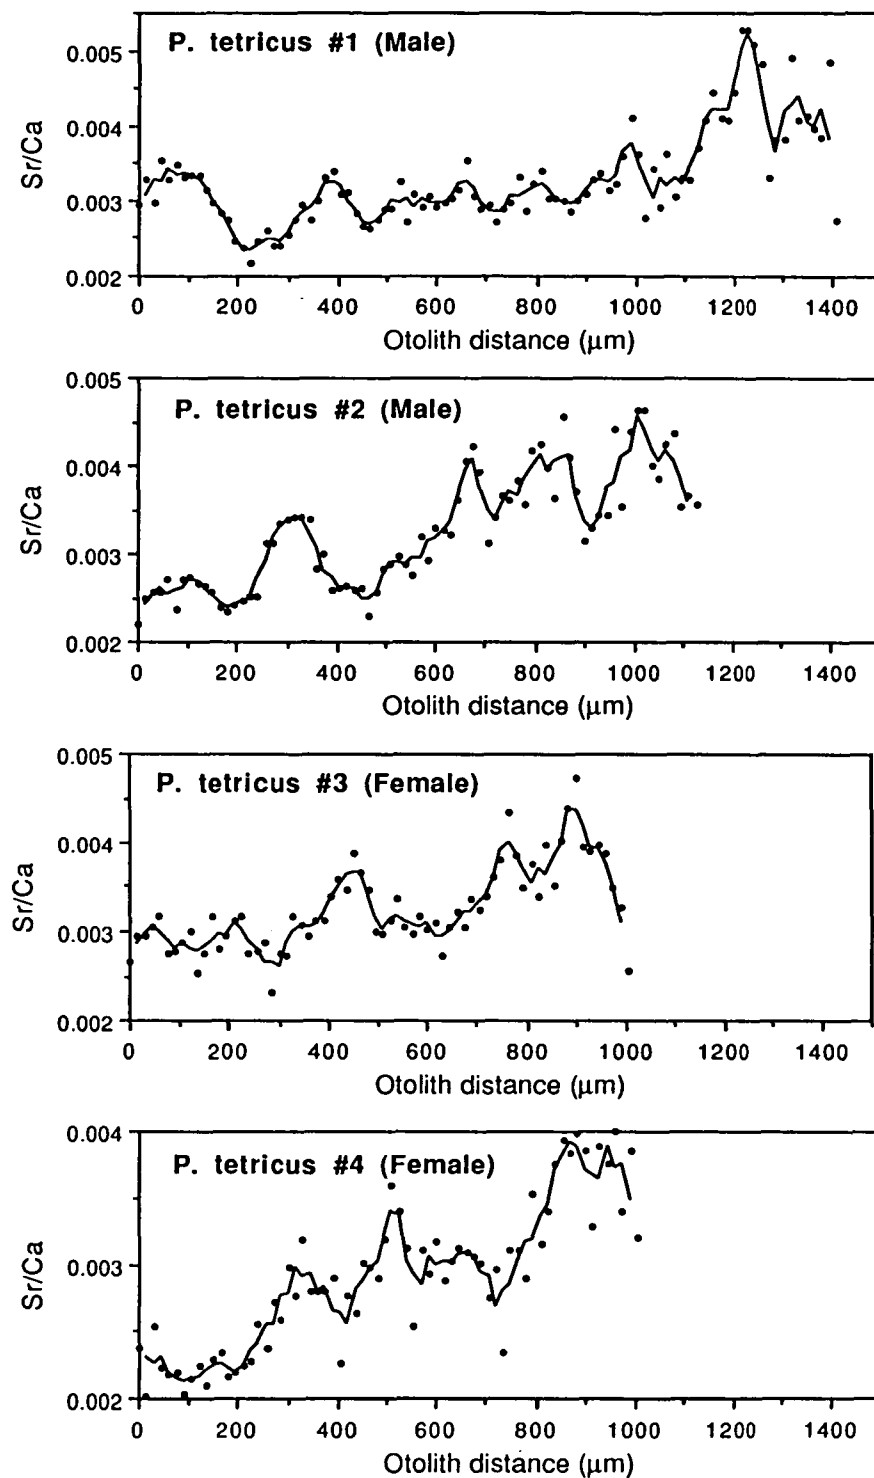 P. tetricus #1 (Male)
Sr/Ca
0.005
0.004
0.003
0.002
0 200 400 600 800 1000 1200 1400
Otolith distance (µm)
P. tetricus #2 (Male)
Sr/Ca
0.005
0.004
0.003
0.002
0 200 400 600 800 1000 1200 1400
Otolith distance (µm)
P. tetricus #3 (Female)
Sr/Ca
0.005
0.004
0.003
0.002
0 200 400 600 800 1000 1200 1400
Otolith distance (µm)
P. tetricus #4 (Female)
Sr/Ca
0.004
0.003
0.002
0 200 400 600 800 1000 1200 1400
Otolith distance (µm)